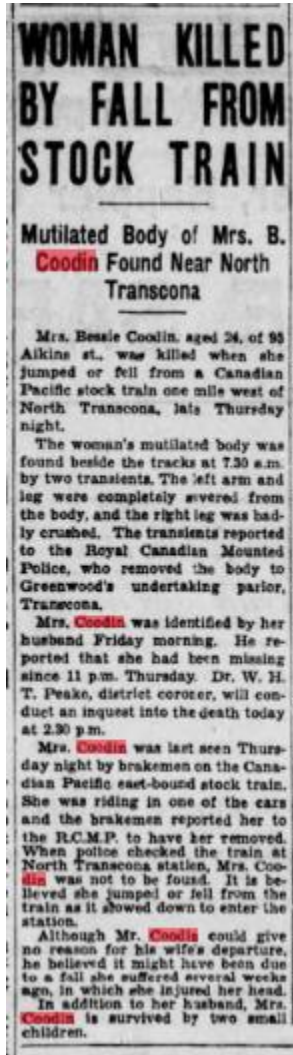 WOMAN KILLED
BY FALL FROM
STOCK TRAIN
Mutilated Body of Mrs. B.
Coodin Found Near North
Transcona
Mrs. Bessie Coodin, aged 24, of 95
Aikins st., was killed when she
jumped or fell from a Canadian
Pacific stock train one mile west of
North Transcona, late Thursday
night.
The woman's mutilated body was
found beside the tracks at 7.30 a.m.
by two transients. The left arm and
leg were completely severed from
the body, and the right leg was bad-
ly crushed. The transients reported
to the Royal Canadian Mounted
Police, who removed the body to
Greenwood's undertaking parlor,
Transcona.
Mrs. Coodin was identified by her
husband Friday morning. He re-
ported that she had been missing
since 11 p.m. Thursday. Dr. W. H.
T. Peake, district coroner, will con-
duct an inquest into the death today
at 2.30 p.m.
Mrs. Coodin was last seen Thurs-
day night by brakemen on the Cana-
dian Pacific east-bound stock train.
She was riding in one of the cars
and the brakemen reported her to
the R.C.M.P. to have her removed.
When police checked the train at
North Transcona station, Mrs. Coo-
din was not to be found. It is be-
lieved she jumped or fell from the
train as it slowed down to enter the
station.
Although Mr. Coodin could give
no reason for his wife's departure,
he believed it might have been due
to a fall she suffered several weeks
ago, in which she injured her head.
In addition to her husband, Mrs.
Coodin is survived by two small
children.